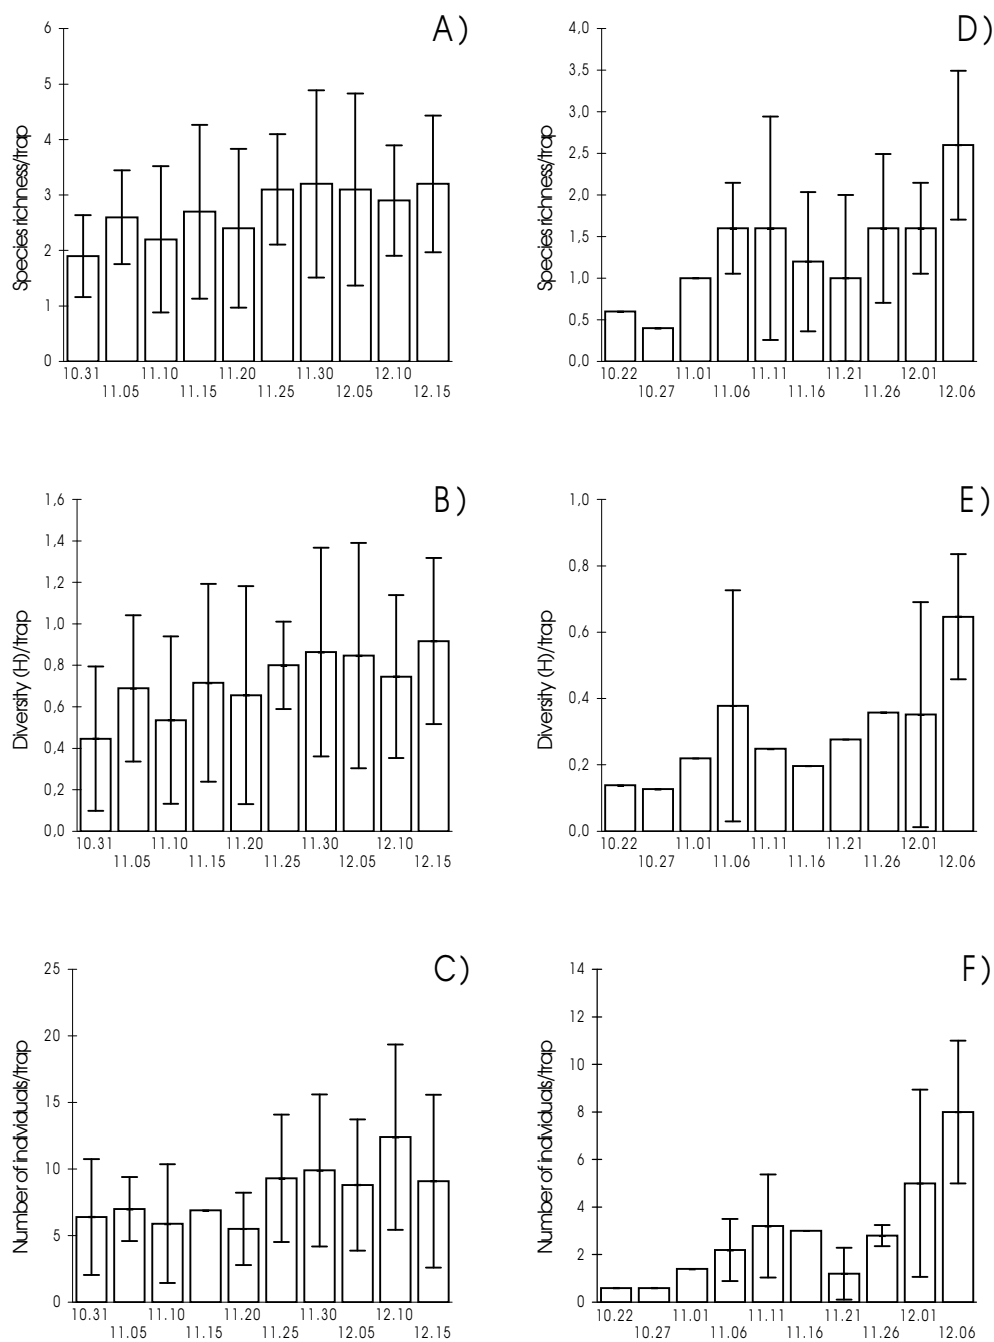 A)
Species richness/trap
6
5
4
3
2
1
0
10.31 11.10 11.20 11.30 12.10
11.05 11.15 11.25 12.05 12.15
D)
Species richness/trap
4,0
3,5
3,0
2,5
2,0
1,5
1,0
0,5
0,0
10.22 11.01 11.11 11.21 12.01
10.27 11.06 11.16 11.26 12.06
B)
Diversity (H)/trap
1,6
1,4
1,2
1,0
0,8
0,6
0,4
0,2
0,0
10.31 11.10 11.20 11.30 12.10
11.05 11.15 11.25 12.05 12.15
E)
Diversity (H)/trap
1,0
0,8
0,6
0,4
0,2
0,0
10.22 11.01 11.11 11.21 12.01
10.27 11.06 11.16 11.26 12.06
C)
Number of individuals/trap
25
20
15
10
5
0
10.31 11.10 11.20 11.30 12.10
11.05 11.15 11.25 12.05 12.15
F)
Number of individuals/trap
14
12
10
8
6
4
2
0
10.22 11.01 11.11 11.21 12.01
10.27 11.06 11.16 11.26 12.06